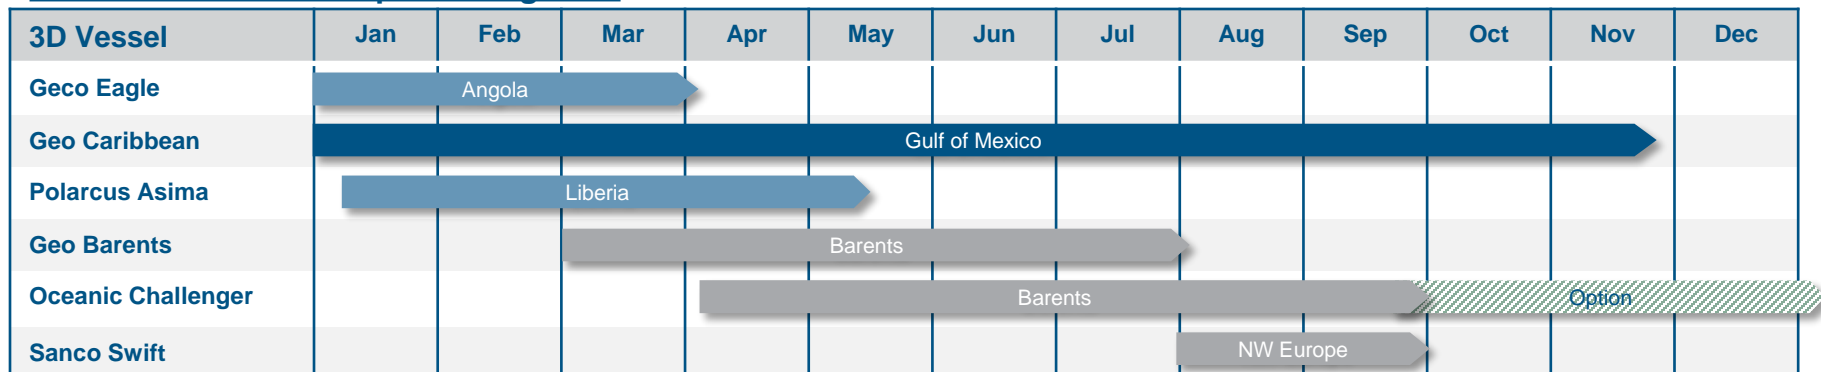 3D Vessel Jan Feb Mar Apr May Jun Jul Aug Sep Oct Nov Dec
Geco Eagle Angola
Geo Caribbean Gulf of Mexico
Polarcus Asima Liberia
Geo Barents Barents
Oceanic Challenger Barents Option
Sanco Swift NW Europe